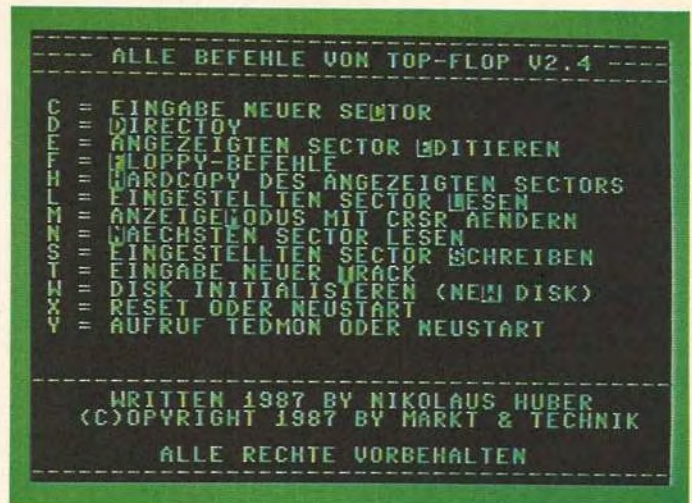 ---- ALLE BEFEHLE VON TOP-FLOP V2.4 ----
C = EINGABE NEUER SECTOR
D = DIRECTOY
E = ANGEZEIGTEN SECTOR EDITIEREN
F = FLOPPY-BEFEHLE
H = HARDCOPY DES ANGEZEIGTEN SECTORS
L = EINGESTELLTEN SECTOR LESEN
M = ANZEIGEMODUS MIT CRSR AENDERN
N = NAECHSTEN SECTOR LESEN
S = EINGESTELLTEN SECTOR SCHREIBEN
T = EINGABE NEUER TRACK
W = DISK INITIALISIEREN (NEW DISK)
X = RESET ODER NEUSTART
Y = AUFRUF TEDMON ODER NEUSTART
WRITTEN 1987 BY NIKOLAUS HUBER
(C)OPYRIGHT 1987 BY MARKT & TECHNIK
ALLE RECHTE VORBEHALTEN